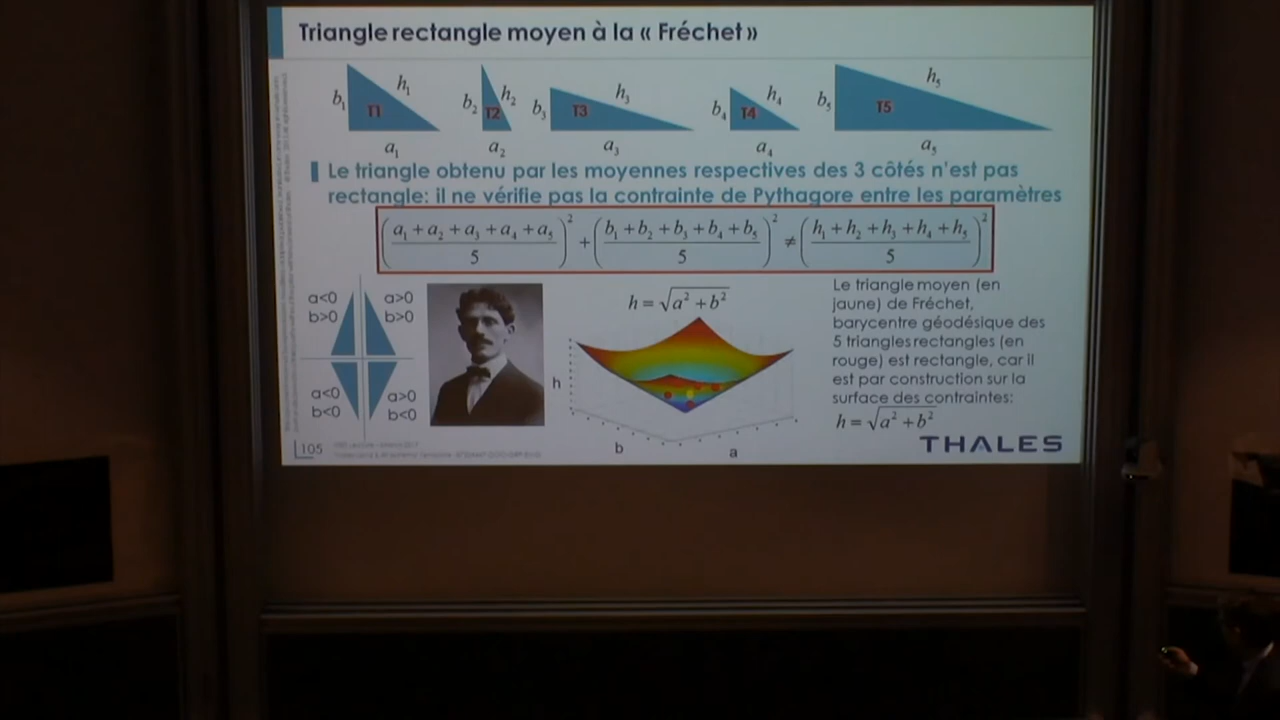 Triangle rectangle moyen à la « Fréchet »
b₁ T1 h₁ a₁
b₂ T2 h₂ a₂
b₃ T3 h₃ a₃
b₄ T4 h₄ a₄
b₅ T5 h₅ a₅
Le triangle obtenu par les moyennes respectives des 3 côtés n’est pas
rectangle: il ne vérifie pas la contrainte de Pythagore entre les paramètres
((a₁ + a₂ + a₃ + a₄ + a₅)/5)² + ((b₁ + b₂ + b₃ + b₄ + b₅)/5)² ≠ ((h₁ + h₂ + h₃ + h₄ + h₅)/5)²
a<0 a>0
b>0 b>0
a<0 a>0
b<0 b<0
h = √(a² + b²)
h
b
a
Le triangle moyen (en
jaune) de Fréchet,
barycentre géodésique des
5 triangles rectangles (en
rouge) est rectangle, car il
est par construction sur la
surface des contraintes:
h = √(a² + b²)
105
THALES